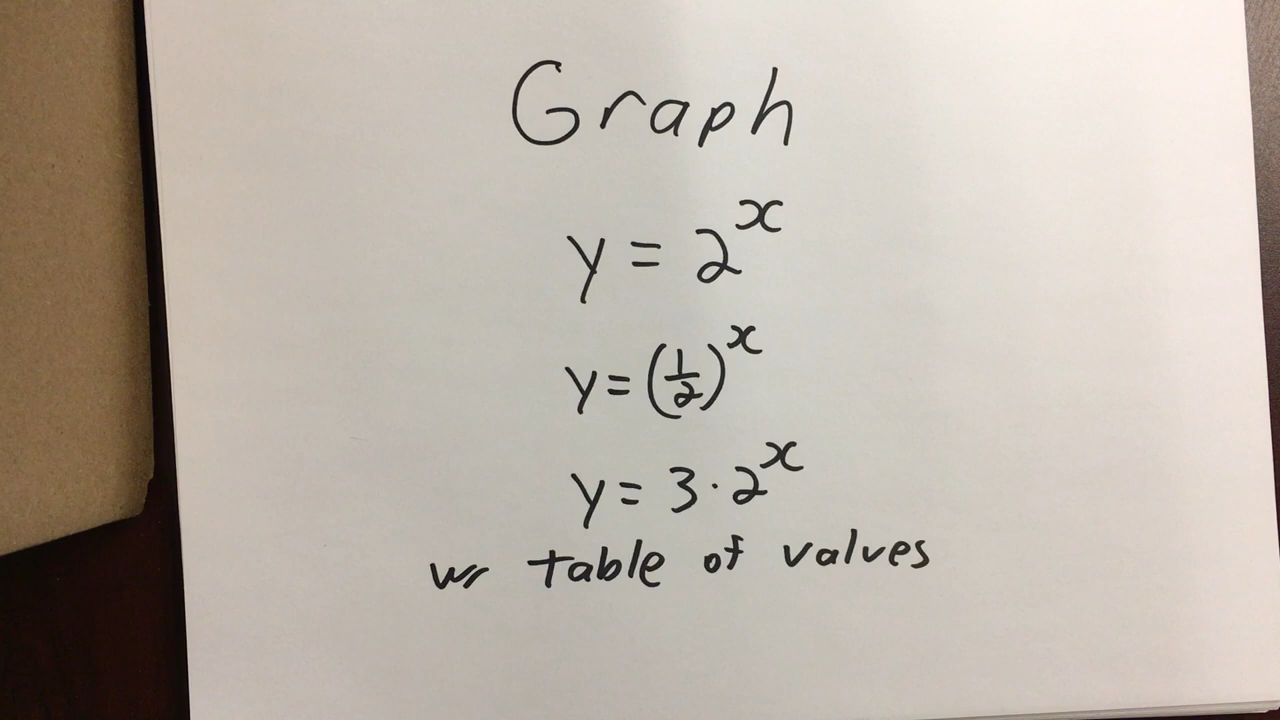 Graph
y = 2^x
y = (1/2)^x
y = 3 · 2^x
w/ table of values